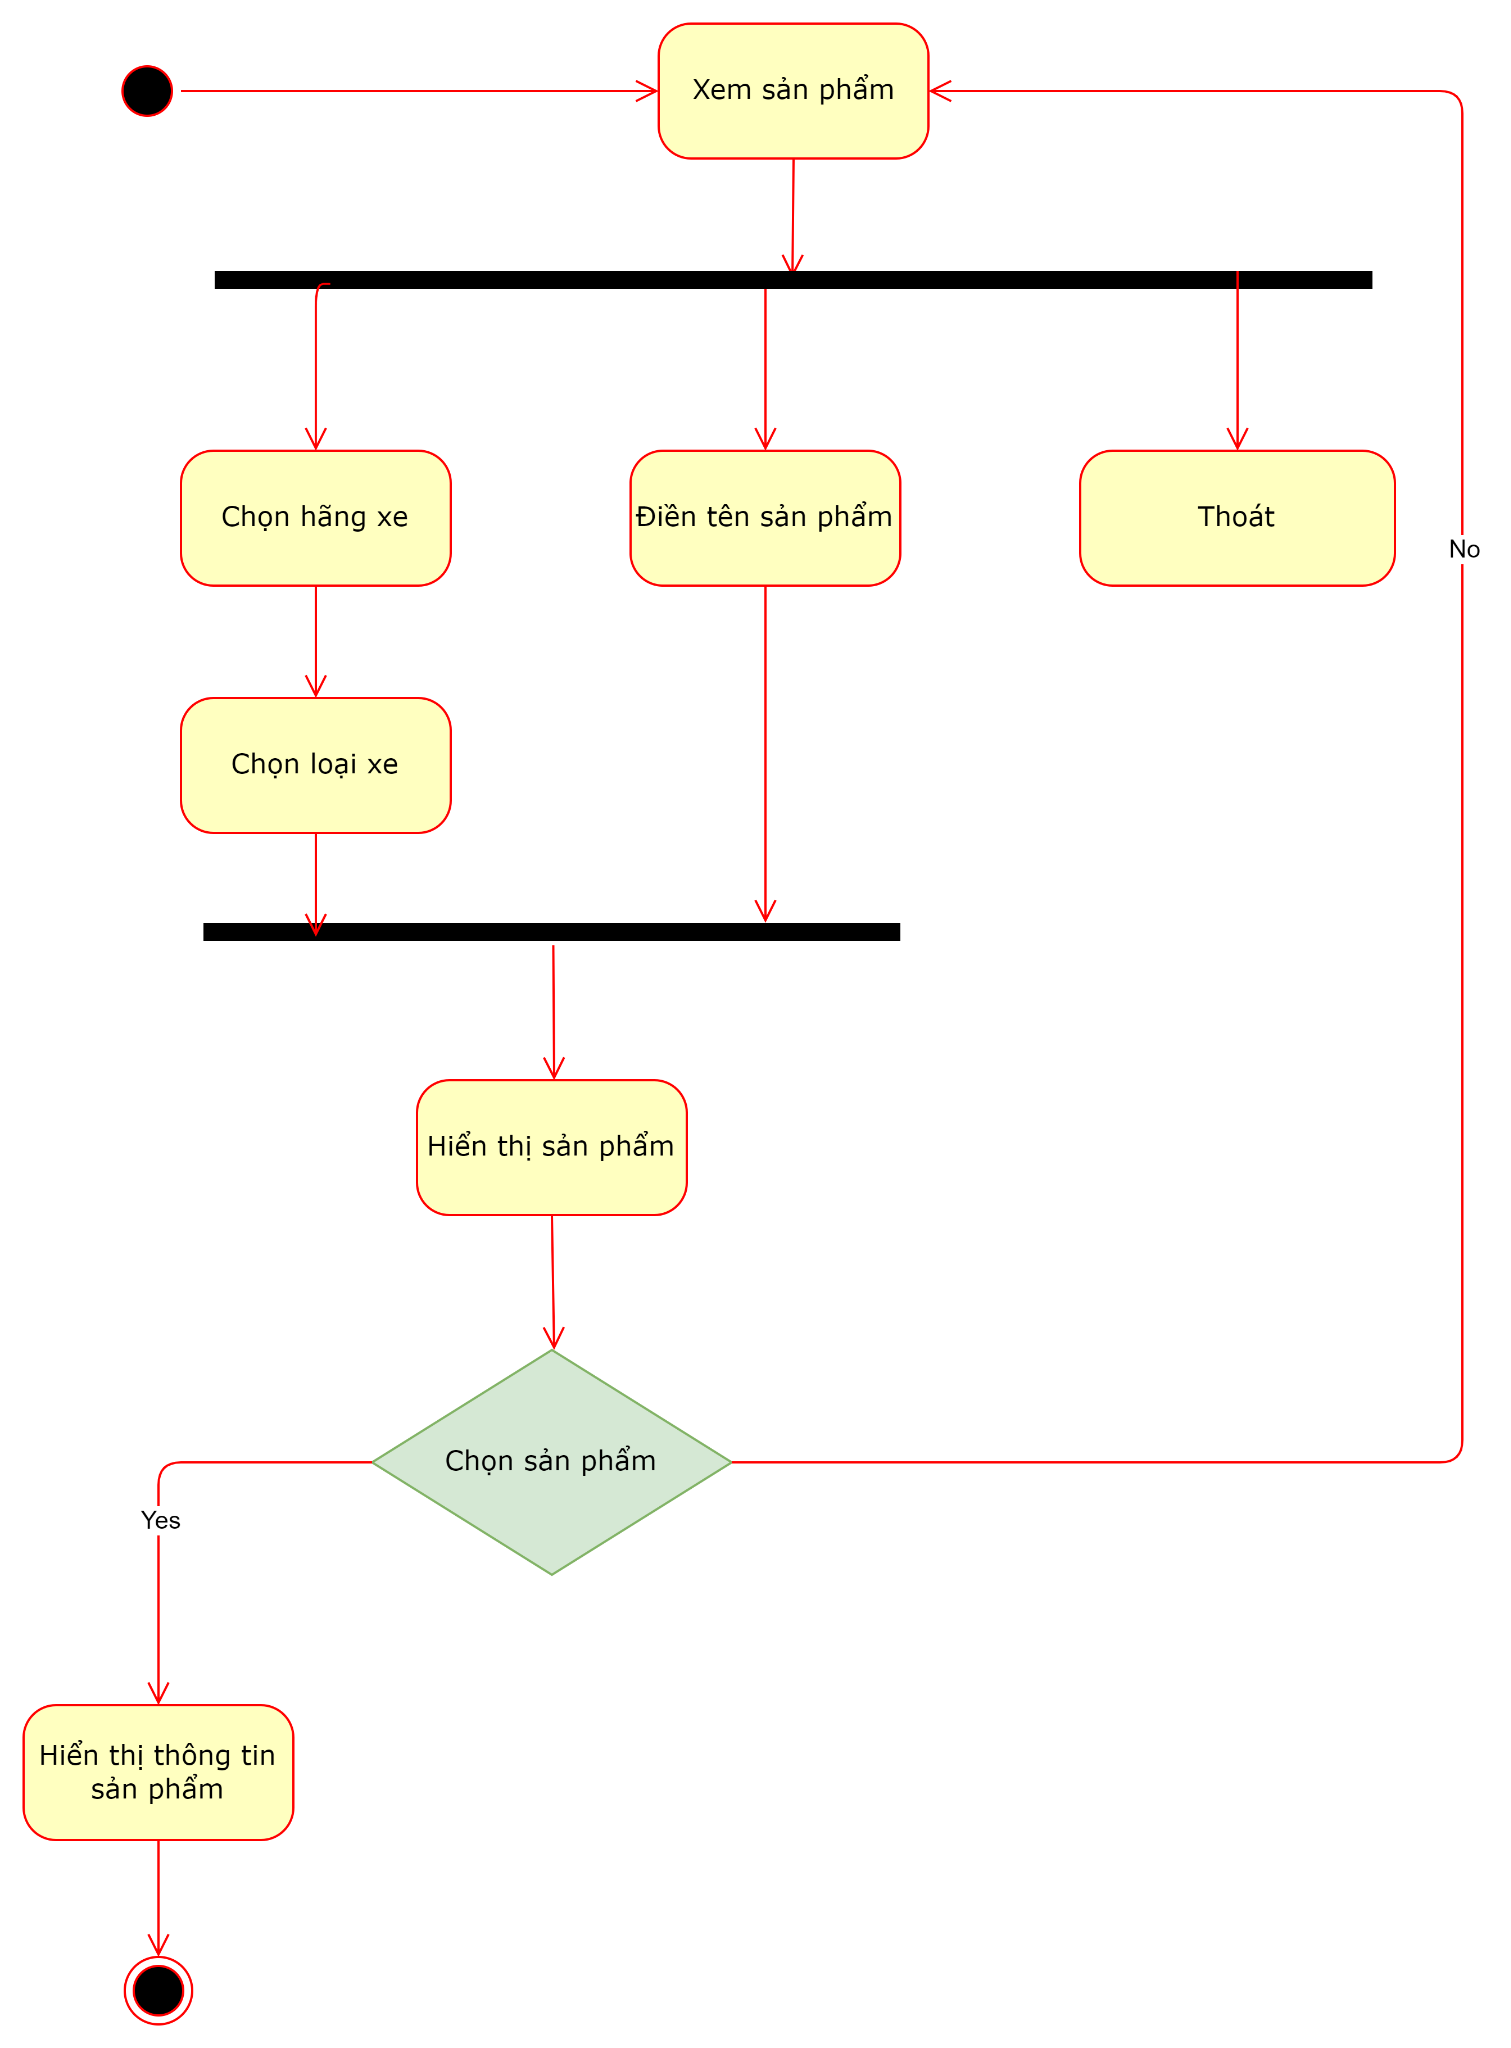 Xem sản phẩm
Chọn hãng xe
Điền tên sản phẩm
Thoát
No
Chọn loại xe
Hiển thị sản phẩm
Chọn sản phẩm
Yes
Hiển thị thông tin
sản phẩm